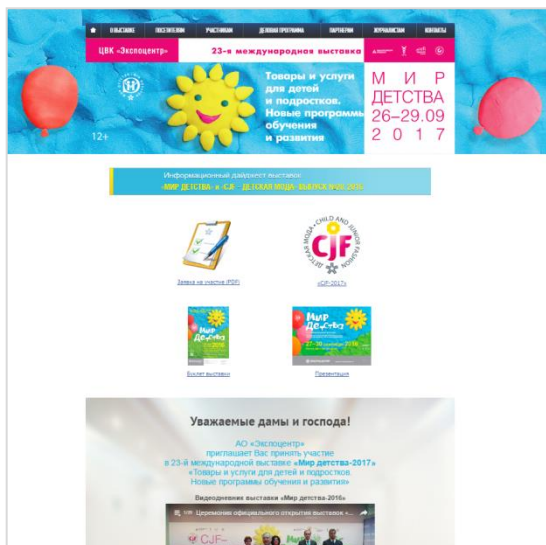 О ВЫСТАВКЕ ПОСЕТИТЕЛЯМ УЧАСТНИКАМ ДЕЛОВАЯ ПРОГРАММА ПАРТНЕРЫ ЖУРНАЛИСТАМ КОНТАКТЫ
ЦВК «Экспоцентр» 23-я международная выставка
Товары и услуги
для детей
и подростков.
Новые программы
обучения
и развития
МИР
ДЕТСТВА
26–29.09
2017
12+
Информационный дайджест выставок
«МИР ДЕТСТВА» и «CJF – ДЕТСКАЯ МОДА»
ДЕТСКАЯ МОДА • CHILD AND JUNIOR FASHION
CJF
Заявка на участие (PDF)
«CJF-2017»
Мир
Детства
2016
Мир
Детства
Буклет выставки
Презентация
Уважаемые дамы и господа!
АО «Экспоцентр»
приглашает Вас принять участие
в 23-й международной выставке «Мир детства-2017»
«Товары и услуги для детей и подростков
Новые программы обучения и развития»
Видеодневник выставки «Мир детства-2016»
Церемония официального открытия выставок «...
CJF–